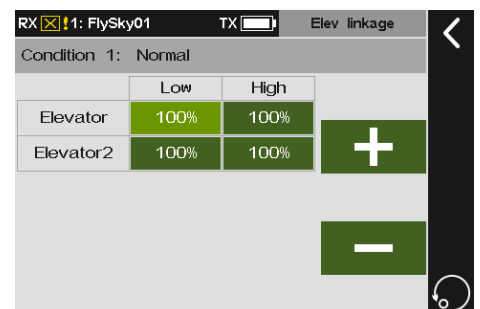 RX !1: FlySky01 TX Elev linkage
Condition 1: Normal
Low High
Elevator 100% 100%
Elevator2 100% 100%
+
−